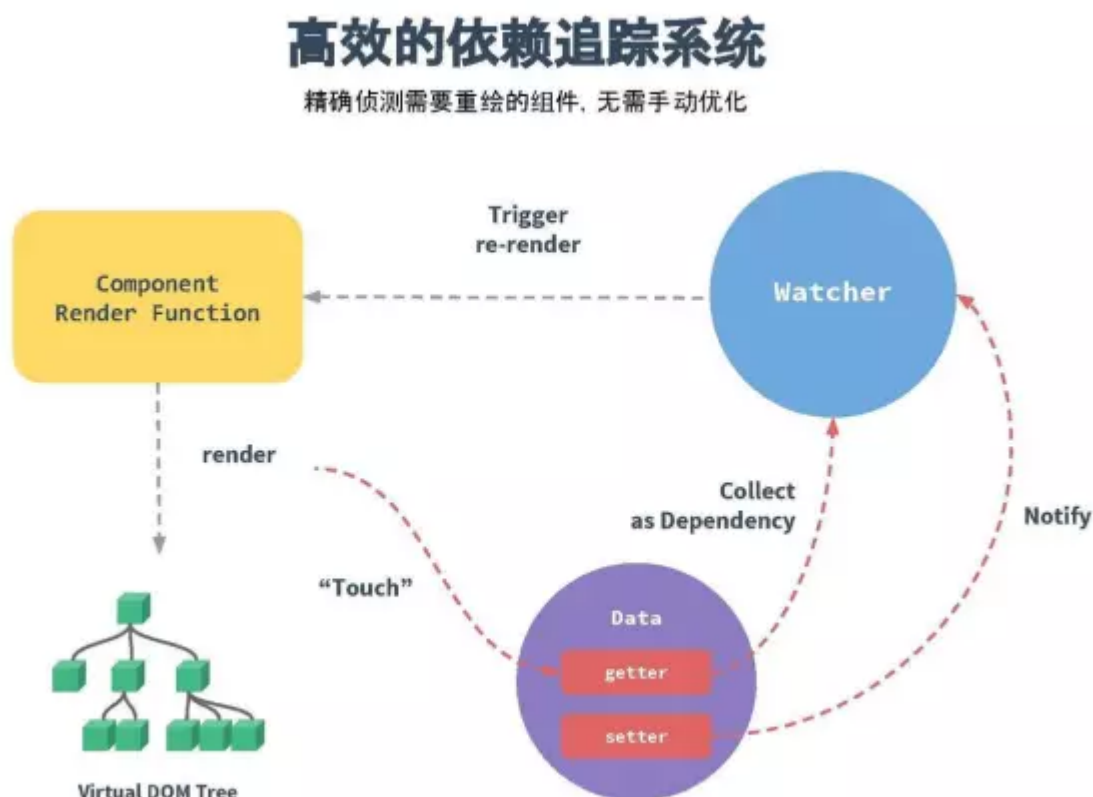 高效的依赖追踪系统
精确侦测需要重绘的组件, 无需手动优化
Trigger
re-render
Component
Render Function
Watcher
render
Collect
as Dependency
Notify
“Touch”
Data
getter
setter
Virtual DOM Tree